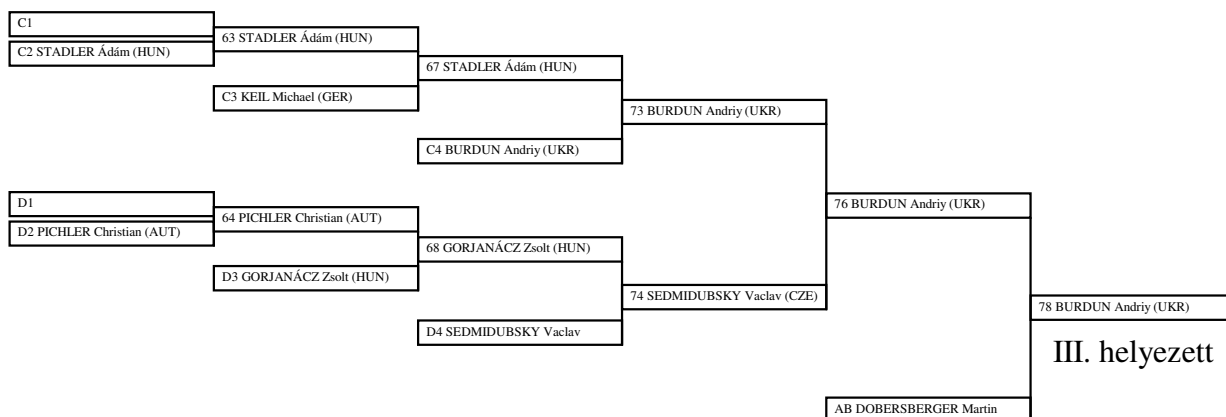 C1
63 STADLER Ádám (HUN)
C2 STADLER Ádám (HUN)
67 STADLER Ádám (HUN)
C3 KEIL Michael (GER)
73 BURDUN Andriy (UKR)
C4 BURDUN Andriy (UKR)
D1
76 BURDUN Andriy (UKR)
64 PICHLER Christian (AUT)
D2 PICHLER Christian (AUT)
68 GORJANÁCZ Zsolt (HUN)
D3 GORJANÁCZ Zsolt (HUN)
74 SEDMIDUBSKY Vaclav (CZE)
78 BURDUN Andriy (UKR)
D4 SEDMIDUBSKY Vaclav
III. helyezett
AB DOBERSBERGER Martin